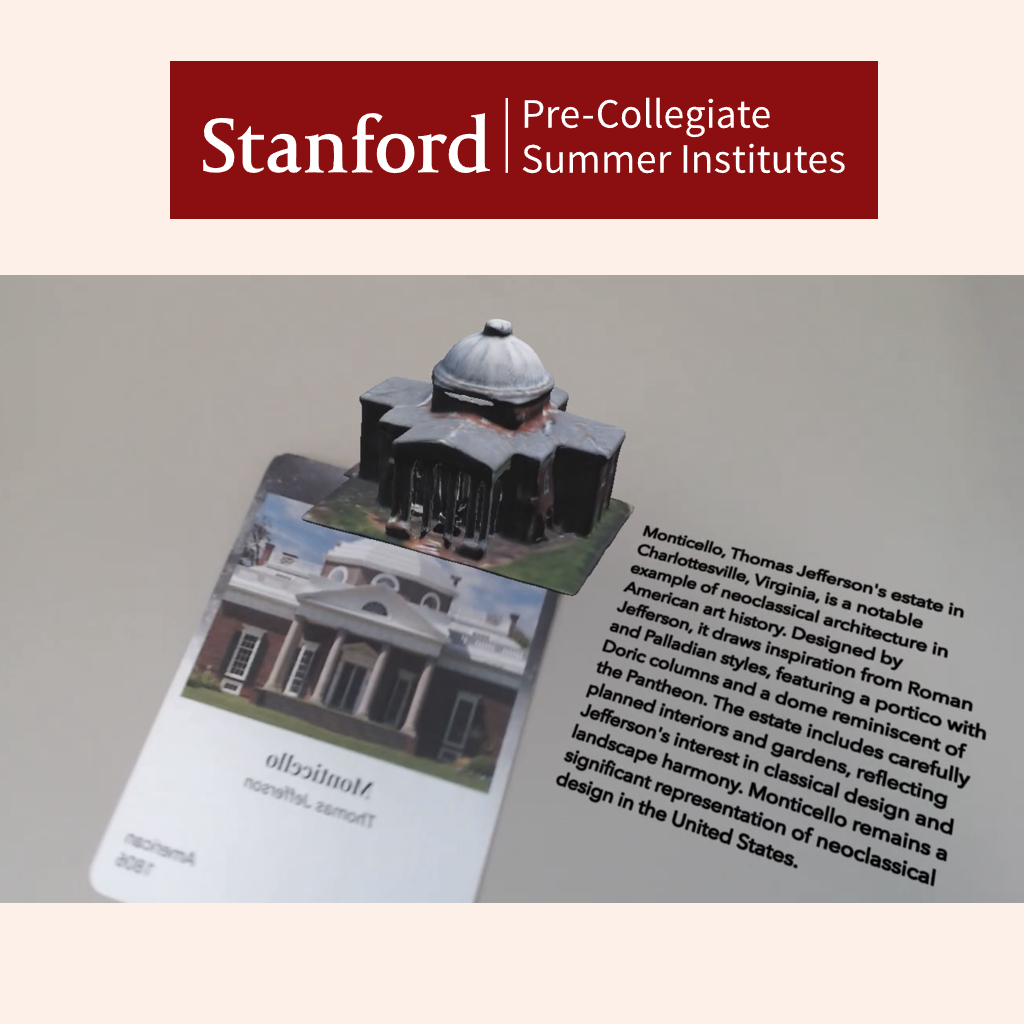 Stanford
Pre-Collegiate
Summer Institutes
Monticello, Thomas Jefferson's estate in
Charlottesville, Virginia, is a notable
example of neoclassical architecture in
American art history. Designed by
Jefferson, it draws inspiration from Roman
and Palladian styles, featuring a portico with
Doric columns and a dome reminiscent of
the Pantheon. The estate includes carefully
planned interiors and gardens, reflecting
Jefferson's interest in classical design and
landscape harmony. Monticello remains a
significant representation of neoclassical
design in the United States.
Monticello
Thomas Jefferson
American
1806